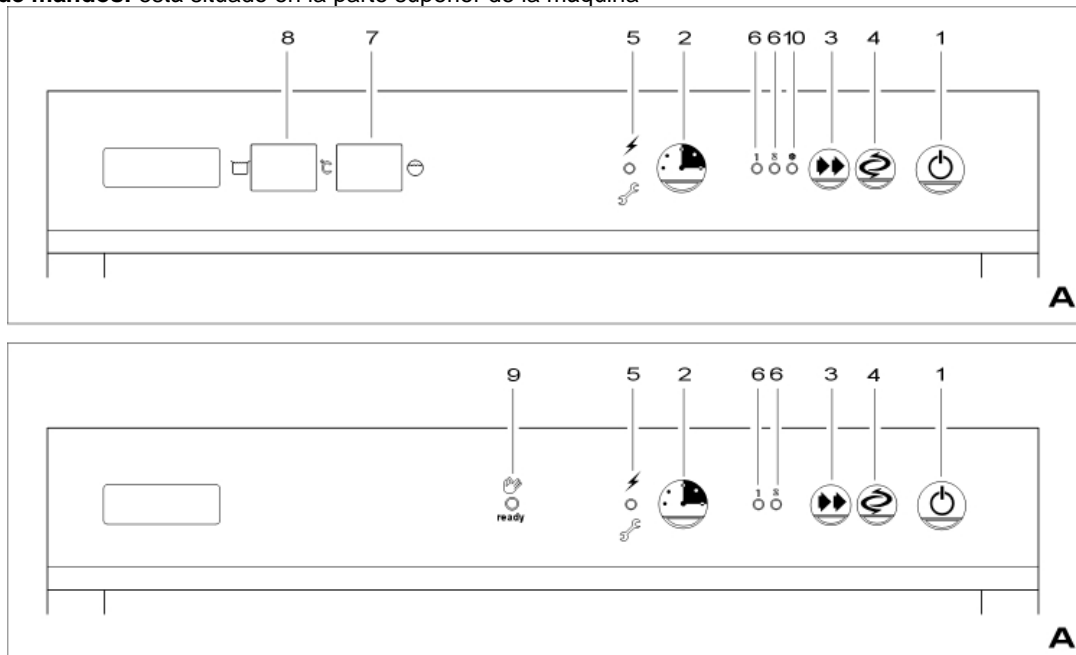 de mandos: está situado en la parte superior de la máquina
8 7 5 2 6 6 10 3 4 1
°C
A
9 5 2 6 6 3 4 1
ready
A